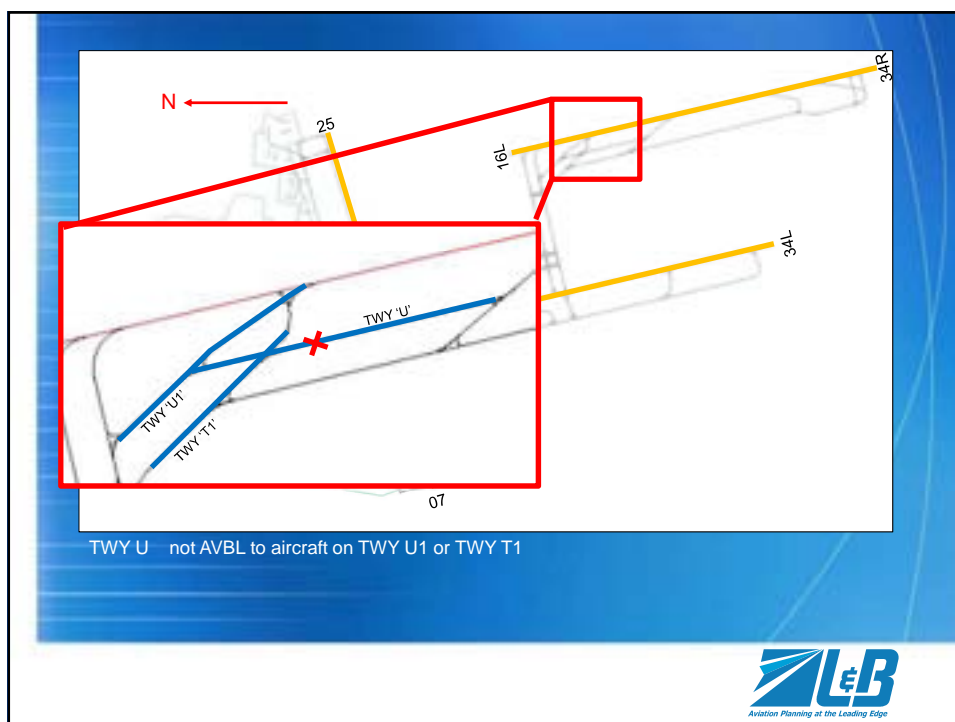 N
25
34R
16L
34L
TWY 'U'
TWY 'U1'
TWY 'T1'
07
TWY U not AVBL to aircraft on TWY U1 or TWY T1
L&B
Aviation Planning at the Leading Edge